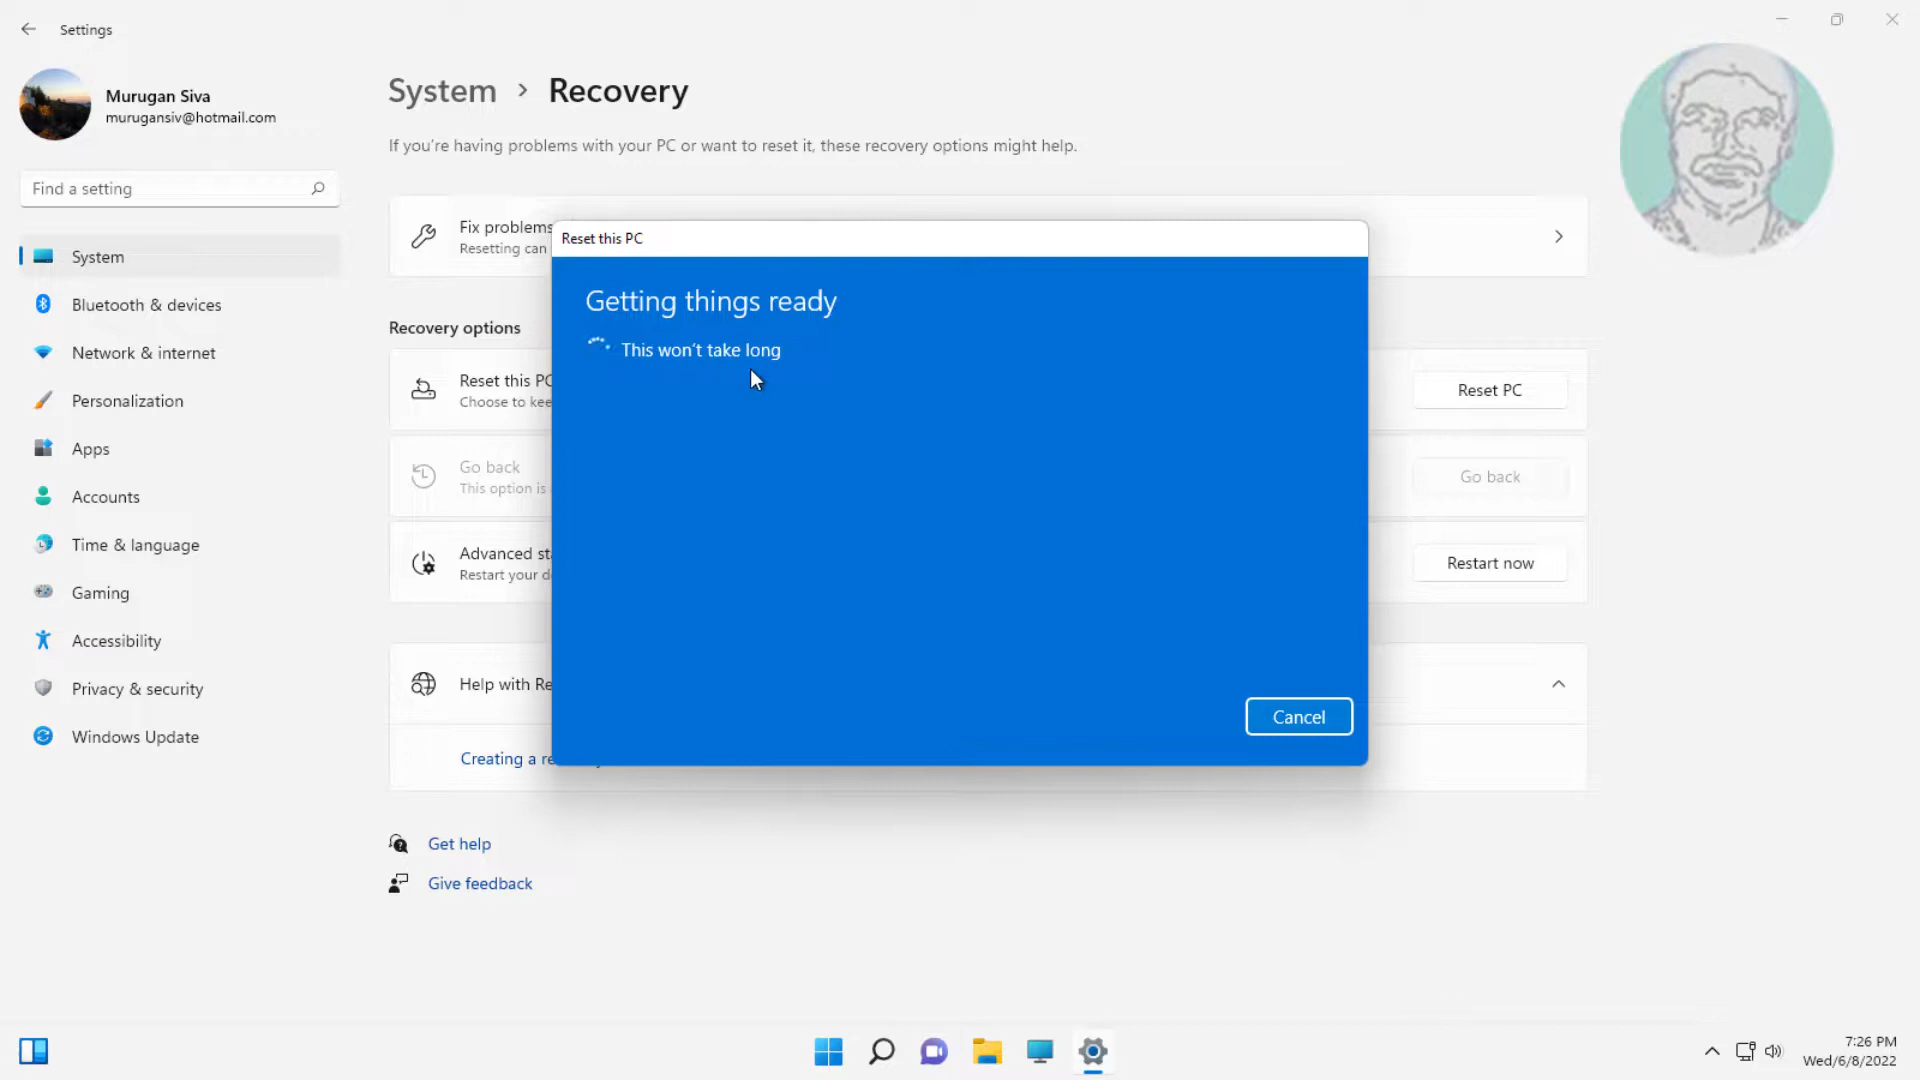 Settings
Murugan Siva
murugansiv@hotmail.com
Find a setting
System
Bluetooth & devices
Network & internet
Personalization
Apps
Accounts
Time & language
Gaming
Accessibility
Privacy & security
Windows Update
System › Recovery
If you're having problems with your PC or want to reset it, these recovery options might help.
Fix problems
Resetting can
Recovery options
Reset this PC
Choose to kee
Reset PC
Go back
This option is
Go back
Advanced sta
Restart your de
Restart now
Help with Re
Creating a re
Get help
Give feedback
Reset this PC
Getting things ready
This won't take long
Cancel
7:26 PM
Wed/6/8/2022